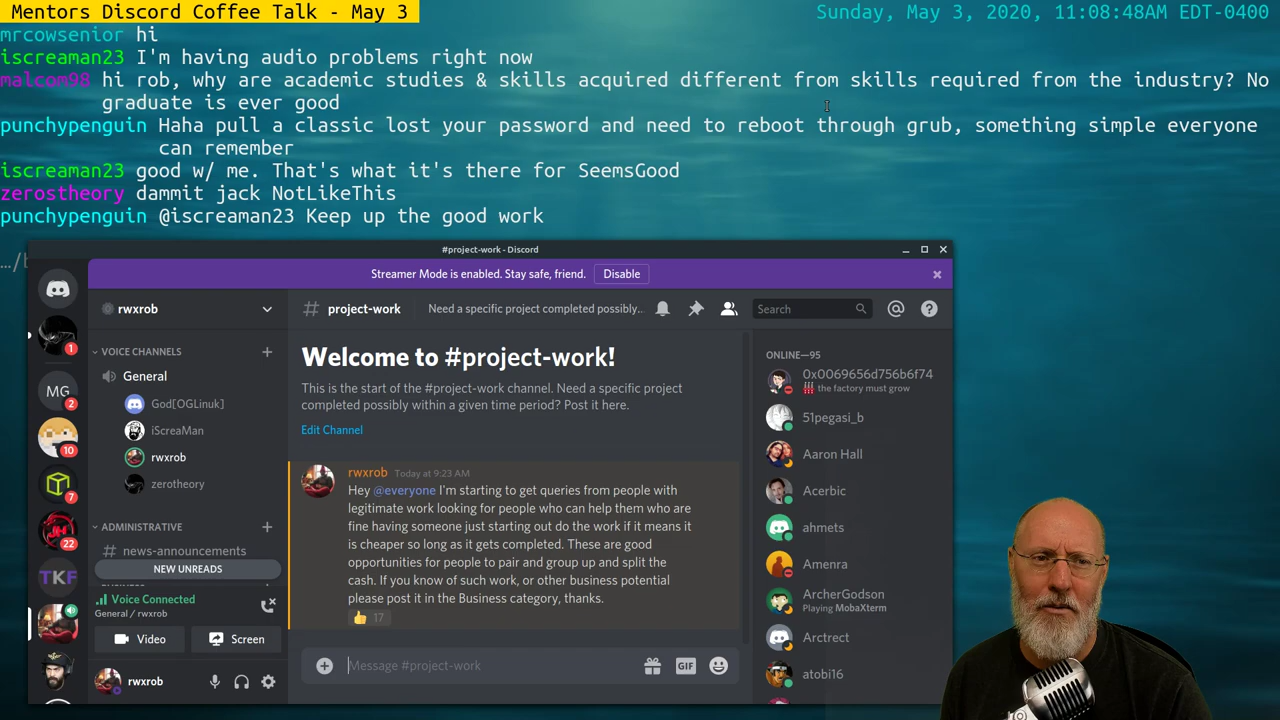 Mentors Discord Coffee Talk - May 3
Sunday, May 3, 2020, 11:08:48AM EDT-0400
mrcowsenior hi
iscreaman23 I'm having audio problems right now
malcom98 hi rob, why are academic studies & skills acquired different from skills required from the industry? No
graduate is ever good
punchypenguin Haha pull a classic lost your password and need to reboot through grub, something simple everyone
can remember
iscreaman23 good w/ me. That's what it's there for SeemsGood
zerostheory dammit jack NotLikeThis
punchypenguin @iscreaman23 Keep up the good work
#project-work - Discord
Streamer Mode is enabled. Stay safe, friend.
Disable
rwxrob
# project-work
Need a specific project completed possibly...
Search
VOICE CHANNELS
General
God[OGLinuk]
iScreaMan
rwxrob
zerotheory
ADMINISTRATIVE
# news-announcements
NEW UNREADS
Voice Connected
General / rwxrob
Video
Screen
rwxrob
1
MG
2
10
7
22
TKF
Welcome to #project-work!
This is the start of the #project-work channel. Need a specific project
completed possibly within a given time period? Post it here.
Edit Channel
rwxrob Today at 9:23 AM
Hey @everyone I'm starting to get queries from people with
legitimate work looking for people who can help them who are
fine having someone just starting out do the work if it means it
is cheaper so long as it gets completed. These are good
opportunities for people to pair and group up and split the
cash. If you know of such work, or other business potential
please post it in the Business category, thanks.
17
Message #project-work
GIF
ONLINE—95
0x0069656d756b6f74
the factory must grow
51pegasi_b
Aaron Hall
Acerbic
ahmets
Amenra
ArcherGodson
Playing MobaXterm
Arctrect
atobi16